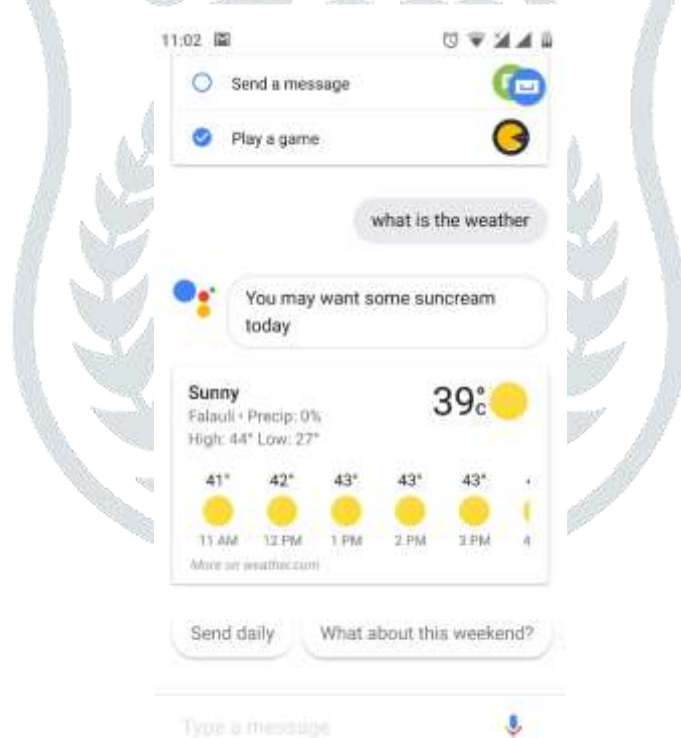 11:02
Send a message
Play a game
what is the weather
You may want some suncream
today
Sunny
39°C
Falauli • Precip: 0%
High: 44° Low: 27°
41° 42° 43° 43° 43°
11 AM 12 PM 1 PM 2 PM 3 PM 4
More on weather.com
Send daily What about this weekend?
Type a message